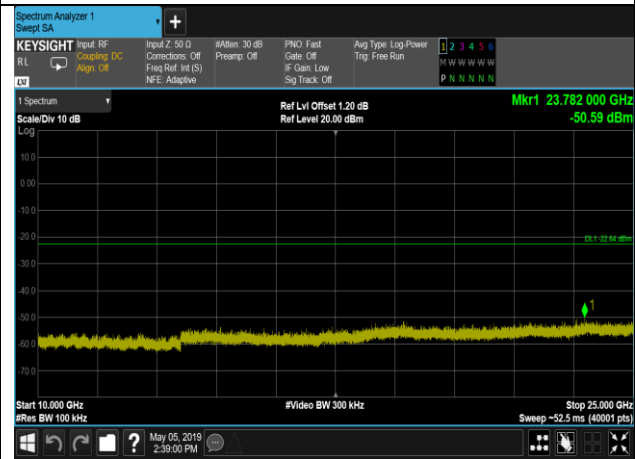 Spectrum Analyzer 1
Swept SA
+
KEYSIGHT
RL
LXI
Input: RF
Coupling: DC
Align: Off
Input Z: 50 Ω
Corrections: Off
Freq Ref: Int (S)
NFE: Adaptive
#Atten: 30 dB
Preamp: Off
PNO: Fast
Gate: Off
IF Gain: Low
Sig Track: Off
Avg Type: Log-Power
Trig: Free Run
1 2 3 4 5 6
M W W W W W
P N N N N N
1 Spectrum
Scale/Div 10 dB
Ref Lvl Offset 1.20 dB
Ref Level 20.00 dBm
Mkr1 23.782 000 GHz
-50.59 dBm
Log
10.0
0.00
-10.0
-20.0
DL1 -22.64 dBm
-30.0
-40.0
1
-50.0
-60.0
-70.0
Start 10.000 GHz
#Res BW 100 kHz
#Video BW 300 kHz
Stop 25.000 GHz
Sweep ~52.5 ms (40001 pts)
?
May 05, 2019
2:39:00 PM